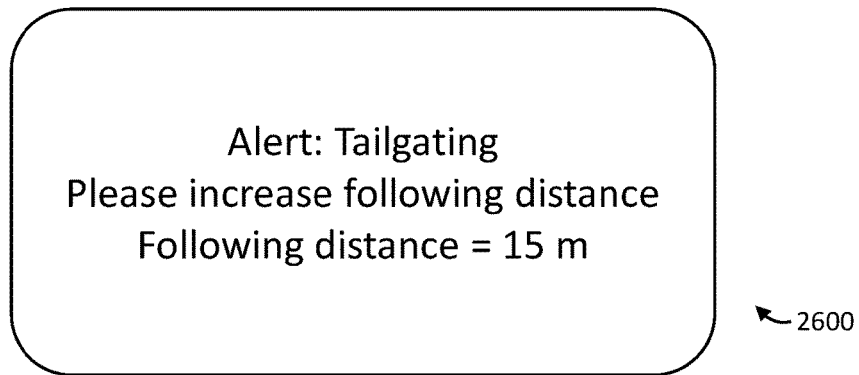 Alert: Tailgating
Please increase following distance
Following distance = 15 m
2600